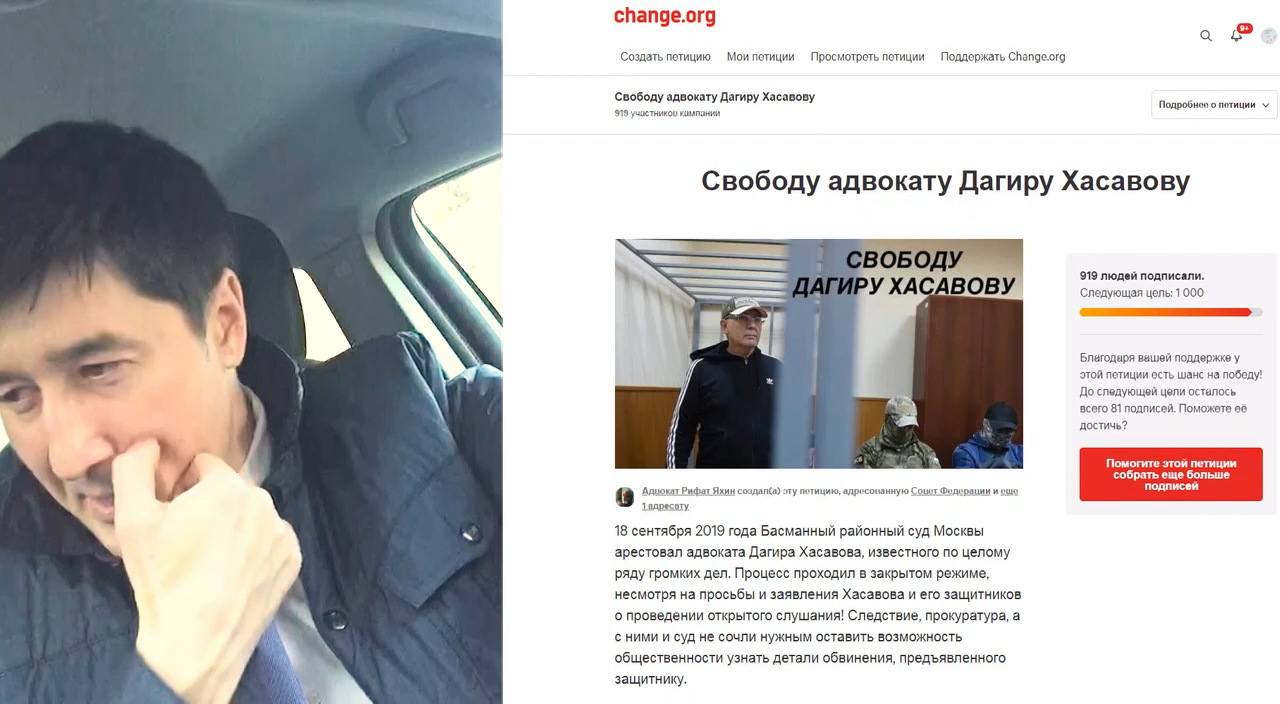 change.org
9+
Создать петицию Мои петиции Просмотреть петиции Поддержать Change.org
Свободу адвокату Дагиру Хасавову
919 участников кампании
Подробнее о петиции
Свободу адвокату Дагиру Хасавову
СВОБОДУ
ДАГИРУ ХАСАВОВУ
919 людей подписали.
Следующая цель: 1 000
Благодаря вашей поддержке у
этой петиции есть шанс на победу!
До следующей цели осталось
всего 81 подписей. Поможете её
достичь?
Помогите этой петиции
собрать еще больше
подписей
Адвокат Рифат Яхин создал(а) эту петицию, адресованную Совет Федерации и еще
1 адресату
18 сентября 2019 года Басманный районный суд Москвы
арестовал адвоката Дагира Хасавова, известного по целому
ряду громких дел. Процесс проходил в закрытом режиме,
несмотря на просьбы и заявления Хасавова и его защитников
о проведении открытого слушания! Следствие, прокуратура, а
с ними и суд не сочли нужным оставить возможность
общественности узнать детали обвинения, предъявленного
защитнику.